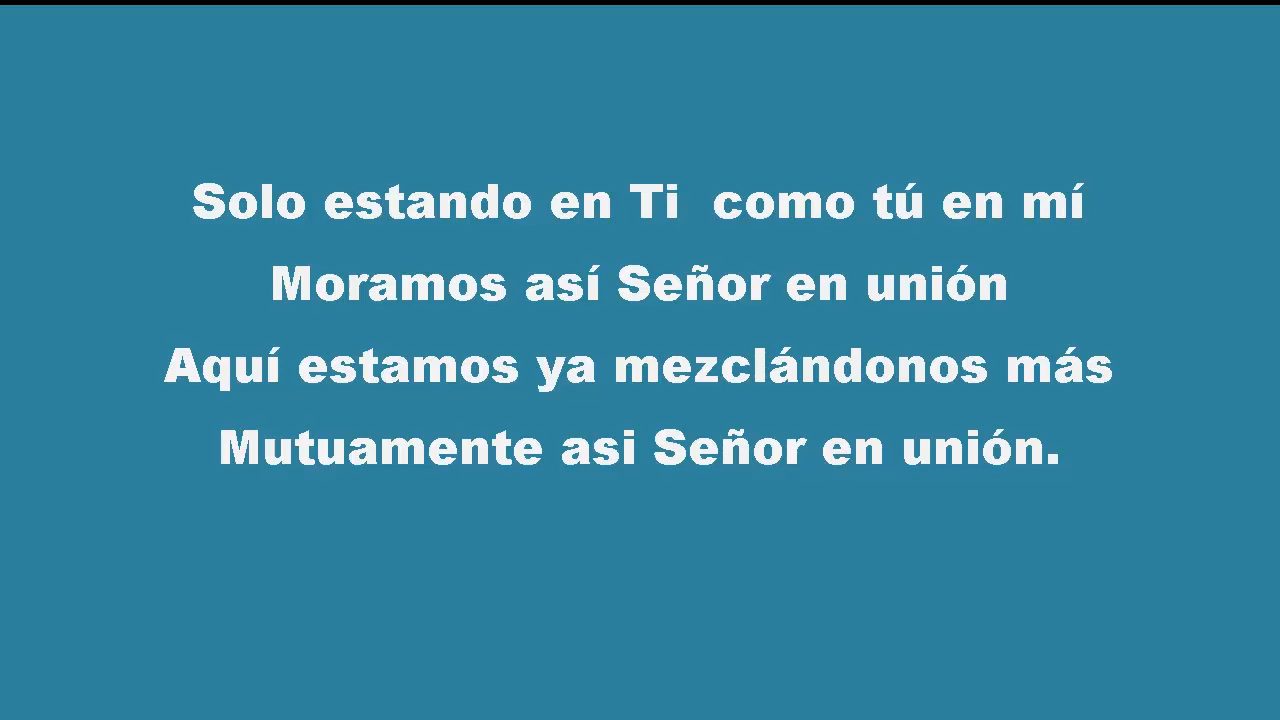 Solo estando en Ti  como tú en mí
Moramos así Señor en unión
Aquí estamos ya mezclándonos más
Mutuamente asi Señor en unión.